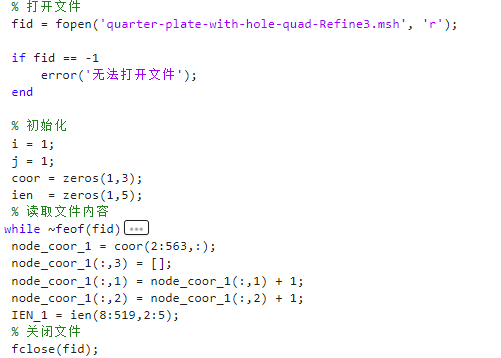 % 打开文件
fid = fopen('quarter-plate-with-hole-quad-Refine3.msh', 'r');
if fid == -1
error('无法打开文件');
end
% 初始化
i = 1;
j = 1;
coor = zeros(1,3);
ien  = zeros(1,5);
% 读取文件内容
while ~feof(fid) ...
node_coor_1 = coor(2:563,:);
node_coor_1(:,3) = [];
node_coor_1(:,1) = node_coor_1(:,1) + 1;
node_coor_1(:,2) = node_coor_1(:,2) + 1;
IEN_1 = ien(8:519,2:5);
% 关闭文件
fclose(fid);